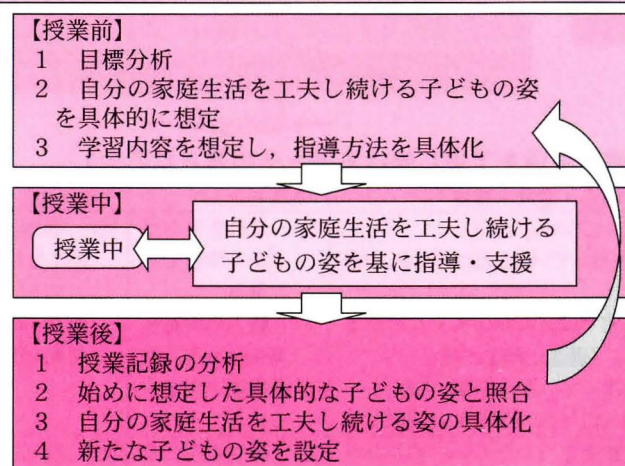 【授業前】
1 目標分析
2 自分の家庭生活を工夫し続ける子どもの姿
を具体的に想定
3 学習内容を想定し，指導方法を具体化
【授業中】
授業中
自分の家庭生活を工夫し続ける
子どもの姿を基に指導・支援
【授業後】
1 授業記録の分析
2 始めに想定した具体的な子どもの姿と照合
3 自分の家庭生活を工夫し続ける姿の具体化
4 新たな子どもの姿を設定